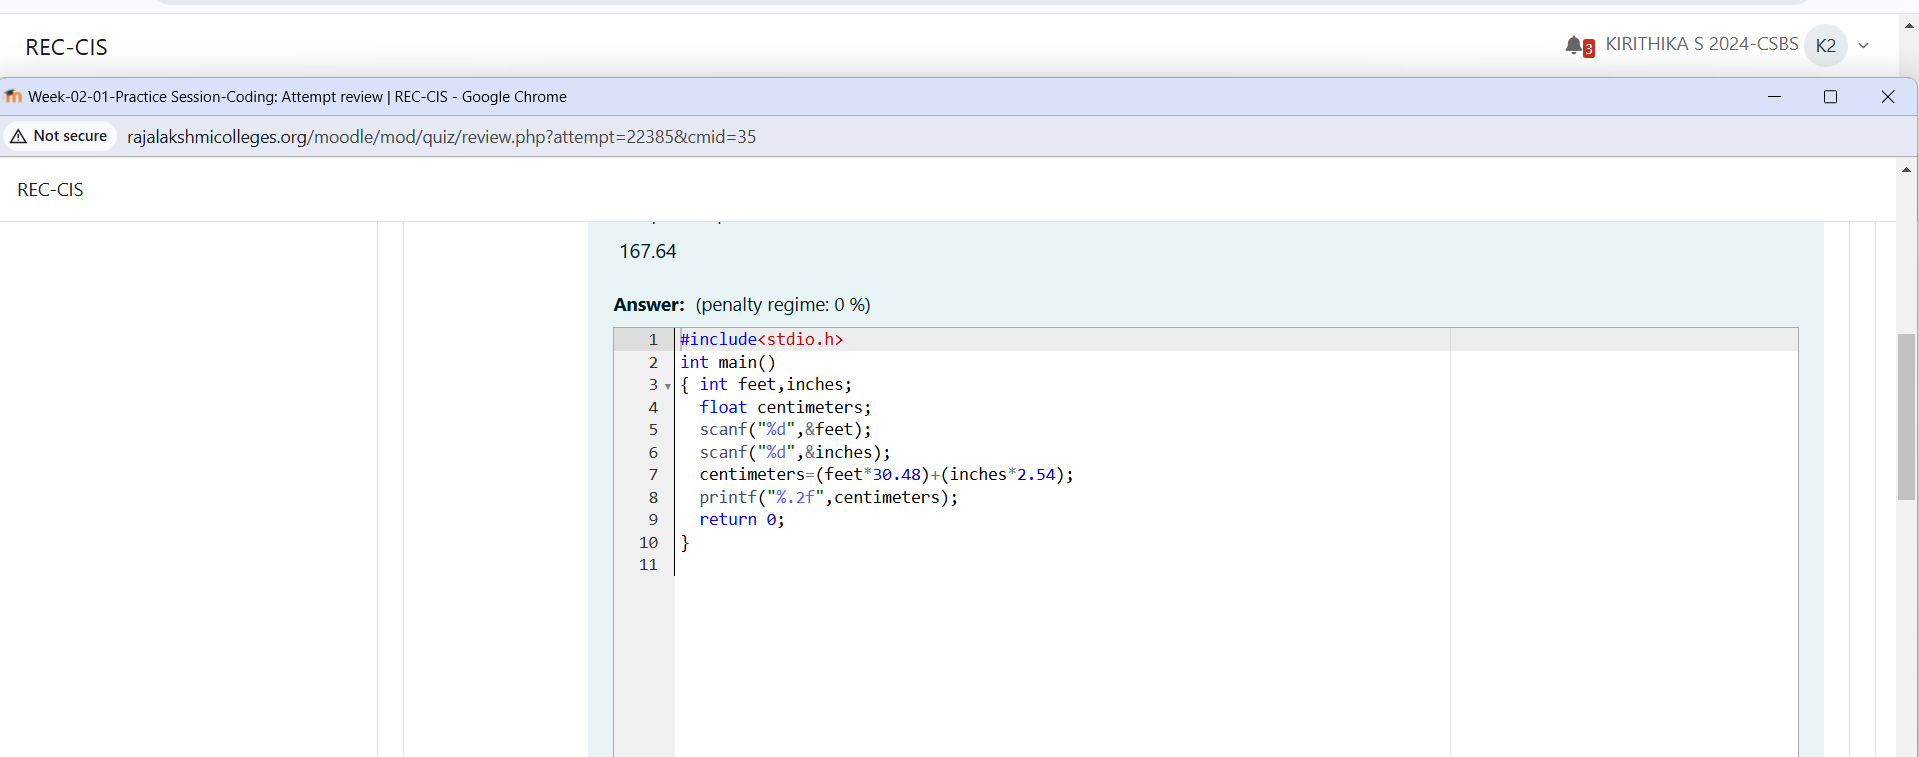 REC-CIS
3
KIRITHIKA S 2024-CSBS
K2
Week-02-01-Practice Session-Coding: Attempt review | REC-CIS - Google Chrome
Not secure
rajalakshmicolleges.org/moodle/mod/quiz/review.php?attempt=22385&cmid=35
REC-CIS
167.64
Answer: (penalty regime: 0 %)
1 #include<stdio.h>
2 int main()
3 { int feet,inches;
4 float centimeters;
5 scanf("%d",&feet);
6 scanf("%d",&inches);
7 centimeters=(feet*30.48)+(inches*2.54);
8 printf("%.2f",centimeters);
9 return 0;
10 }
11